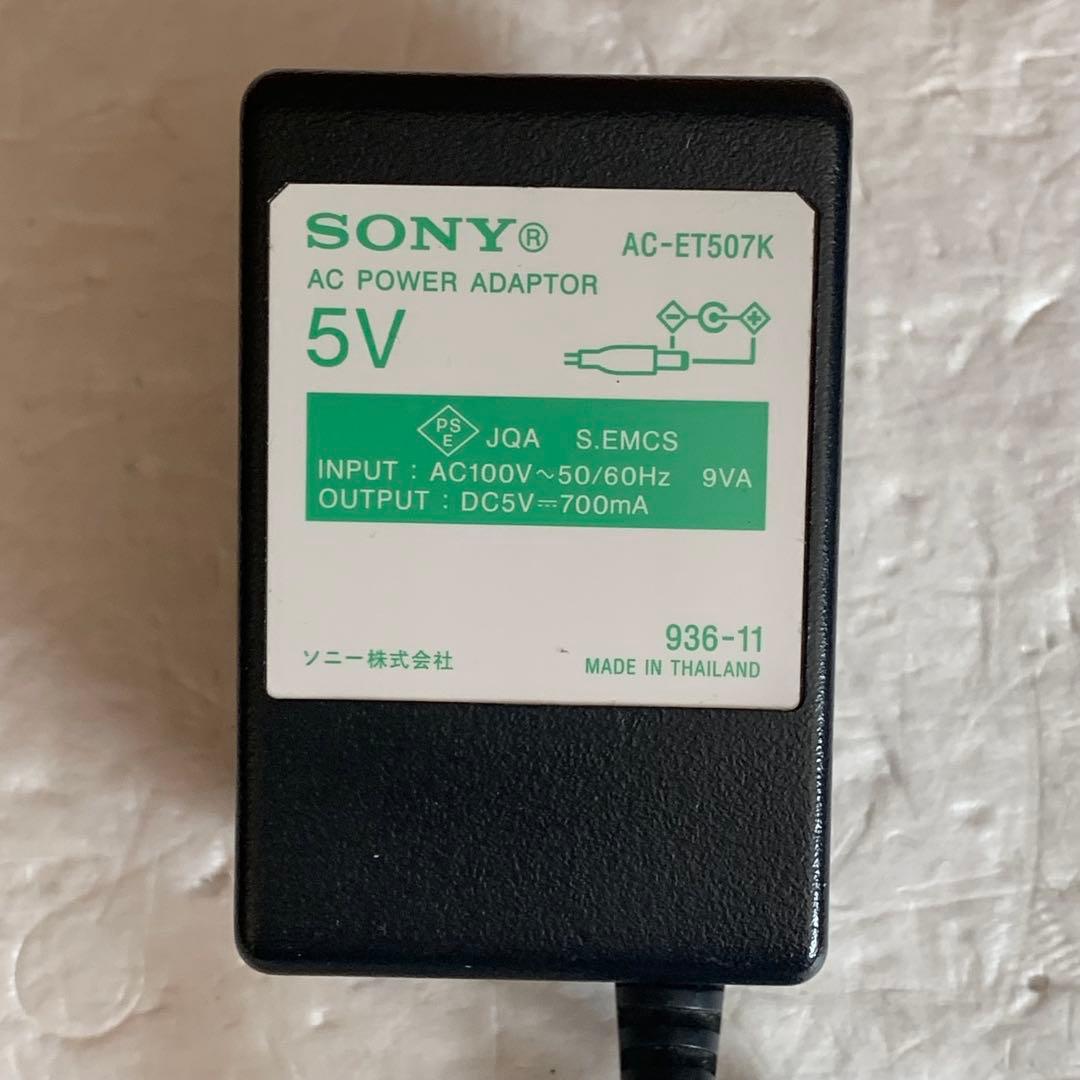 SONY® AC-ET507K
AC POWER ADAPTOR
5V
PSE JQA S.EMCS
INPUT : AC100V~50/60Hz 9VA
OUTPUT : DC5V⎓700mA
936-11
ソニー株式会社 MADE IN THAILAND